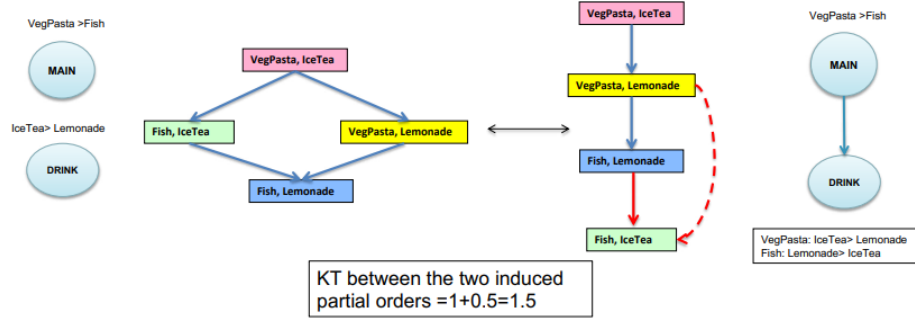 VegPasta >Fish
MAIN
IceTea> Lemonade
DRINK
VegPasta, IceTea
Fish, IceTea
VegPasta, Lemonade
Fish, Lemonade
VegPasta, IceTea
VegPasta, Lemonade
Fish, Lemonade
Fish, IceTea
VegPasta >Fish
MAIN
DRINK
VegPasta: IceTea> Lemonade
Fish: Lemonade> IceTea
KT between the two induced
partial orders =1+0.5=1.5